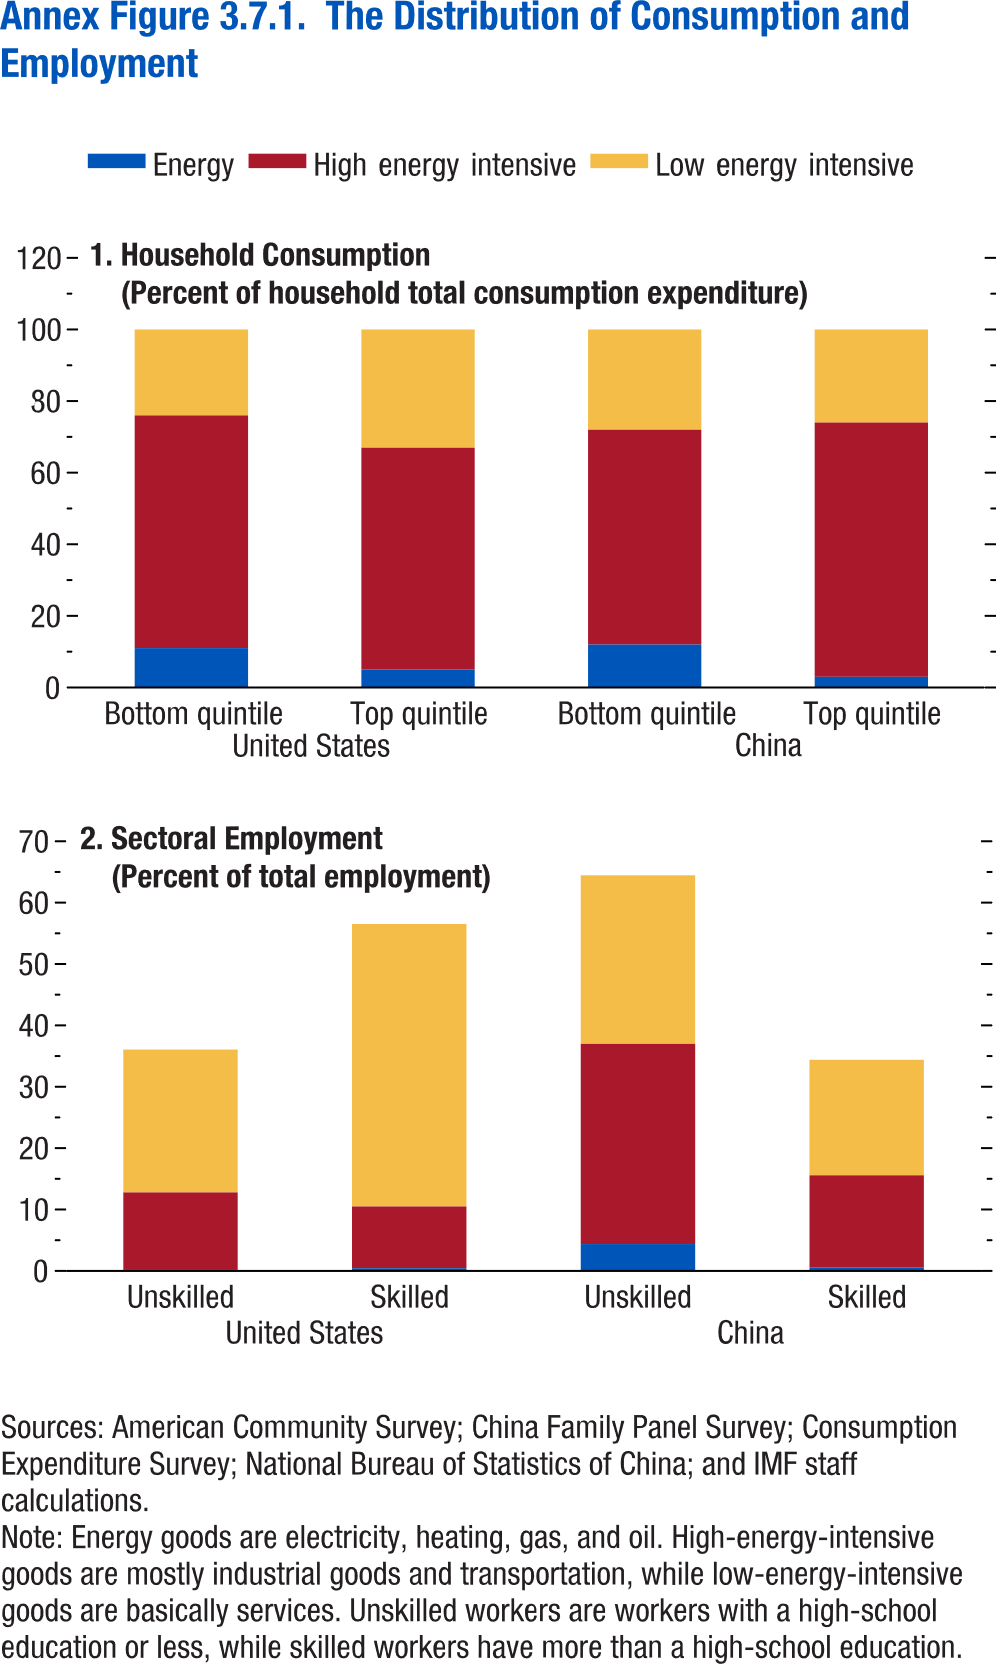 Annex Figure 3.7.1. The Distribution of Consumption and
Employment
Energy High energy intensive Low energy intensive
1. Household Consumption
(Percent of household total consumption expenditure)
120
100
80
60
40
20
0
Bottom quintile Top quintile Bottom quintile Top quintile
United States China
2. Sectoral Employment
(Percent of total employment)
70
60
50
40
30
20
10
0
Unskilled Skilled Unskilled Skilled
United States China
Sources: American Community Survey; China Family Panel Survey; Consumption
Expenditure Survey; National Bureau of Statistics of China; and IMF staff
calculations.
Note: Energy goods are electricity, heating, gas, and oil. High-energy-intensive
goods are mostly industrial goods and transportation, while low-energy-intensive
goods are basically services. Unskilled workers are workers with a high-school
education or less, while skilled workers have more than a high-school education.